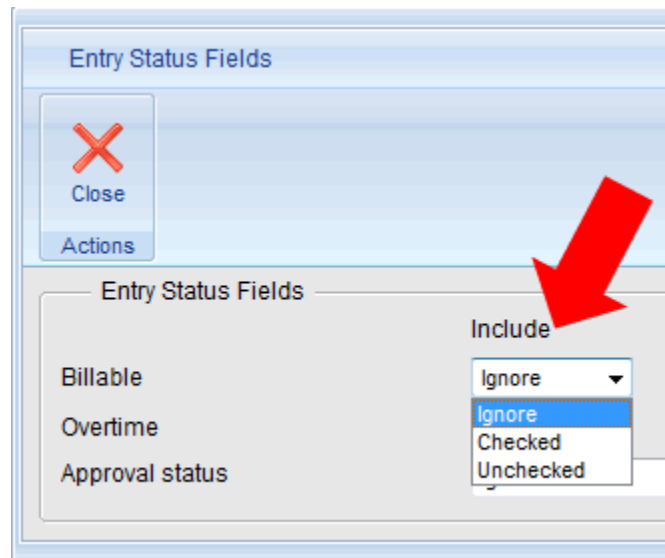 Entry Status Fields
Close
Actions
Entry Status Fields
Include
Billable
Ignore
Ignore
Overtime
Checked
Approval status
Unchecked